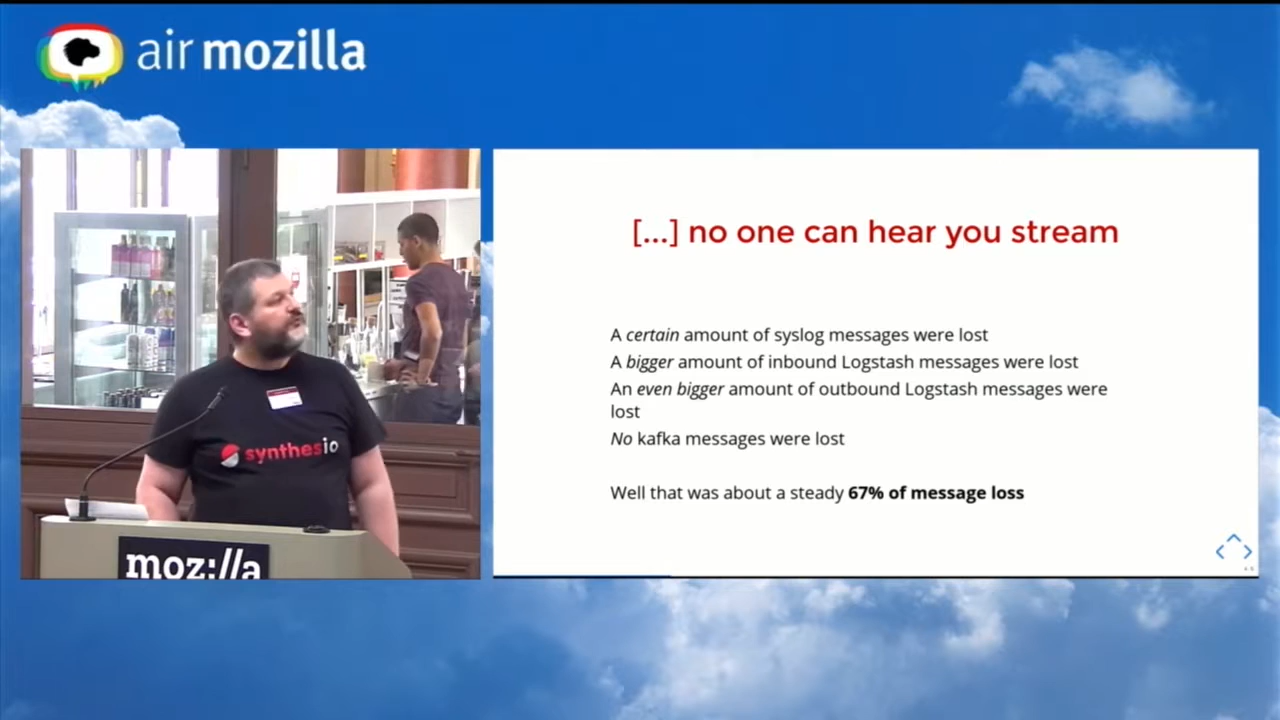 air mozilla
[...] no one can hear you stream
A certain amount of syslog messages were lost
A bigger amount of inbound Logstash messages were lost
An even bigger amount of outbound Logstash messages were
lost
No kafka messages were lost
Well that was about a steady 67% of message loss
synthesio
moz://a